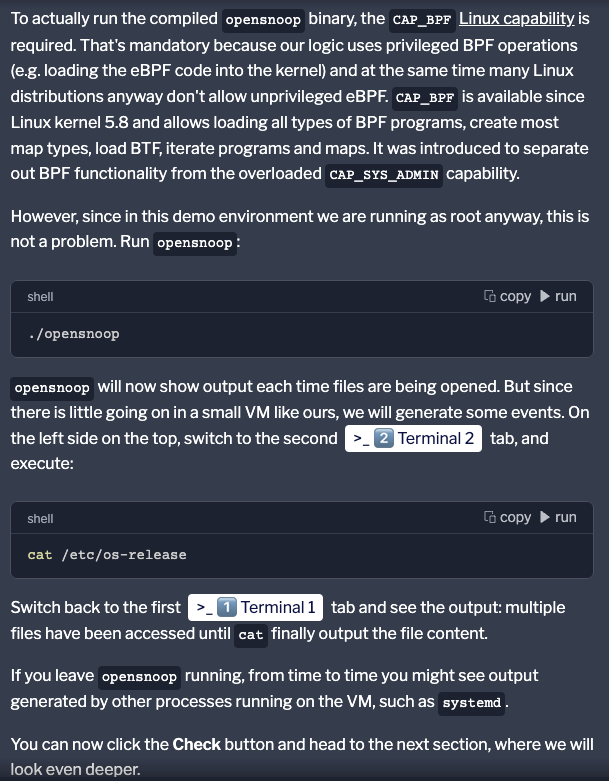 To actually run the compiled opensnoop binary, the CAP_BPF Linux capability is
required. That's mandatory because our logic uses privileged BPF operations
(e.g. loading the eBPF code into the kernel) and at the same time many Linux
distributions anyway don't allow unprivileged eBPF. CAP_BPF is available since
Linux kernel 5.8 and allows loading all types of BPF programs, create most
map types, load BTF, iterate programs and maps. It was introduced to separate
out BPF functionality from the overloaded CAP_SYS_ADMIN capability.
However, since in this demo environment we are running as root anyway, this is
not a problem. Run opensnoop:
shell copy run
./opensnoop
opensnoop will now show output each time files are being opened. But since
there is little going on in a small VM like ours, we will generate some events. On
the left side on the top, switch to the second >_ 2 Terminal 2 tab, and
execute:
shell copy run
cat /etc/os-release
Switch back to the first >_ 1 Terminal 1 tab and see the output: multiple
files have been accessed until cat finally output the file content.
If you leave opensnoop running, from time to time you might see output
generated by other processes running on the VM, such as systemd.
You can now click the Check button and head to the next section, where we will
look even deeper.